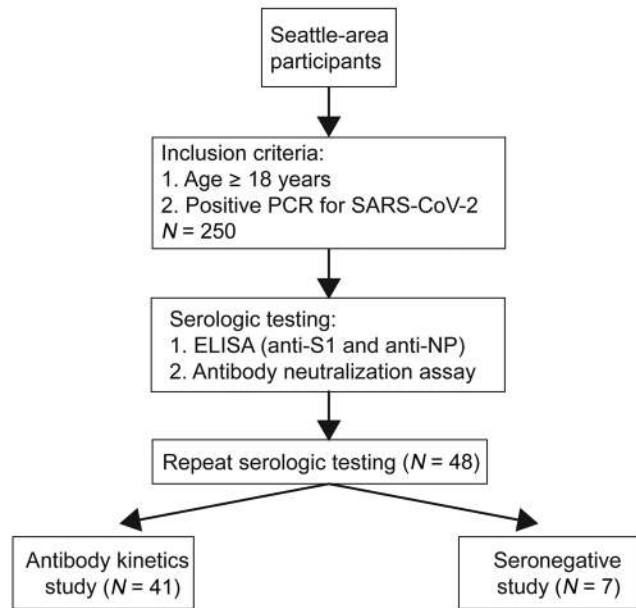 Seattle-area
participants
Inclusion criteria:
1. Age ≥ 18 years
2. Positive PCR for SARS-CoV-2
N = 250
Serologic testing:
1. ELISA (anti-S1 and anti-NP)
2. Antibody neutralization assay
Repeat serologic testing (N = 48)
Antibody kinetics
study (N = 41)
Seronegative
study (N = 7)